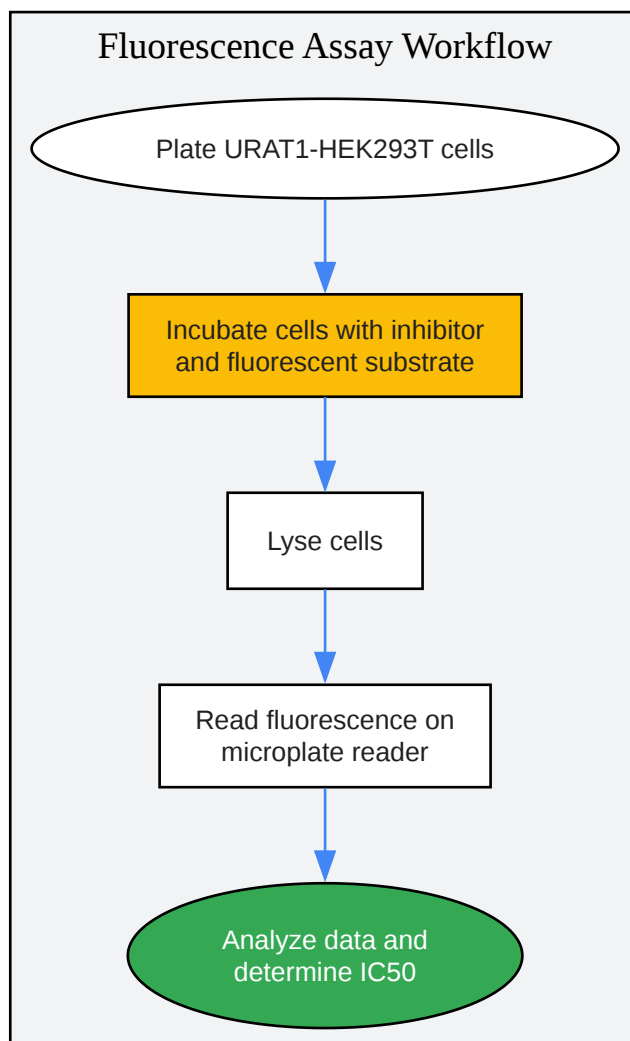 Fluorescence Assay Workflow
Plate URAT1-HEK293T cells
Incubate cells with inhibitor
and fluorescent substrate
Lyse cells
Read fluorescence on
microplate reader
Analyze data and
determine IC50